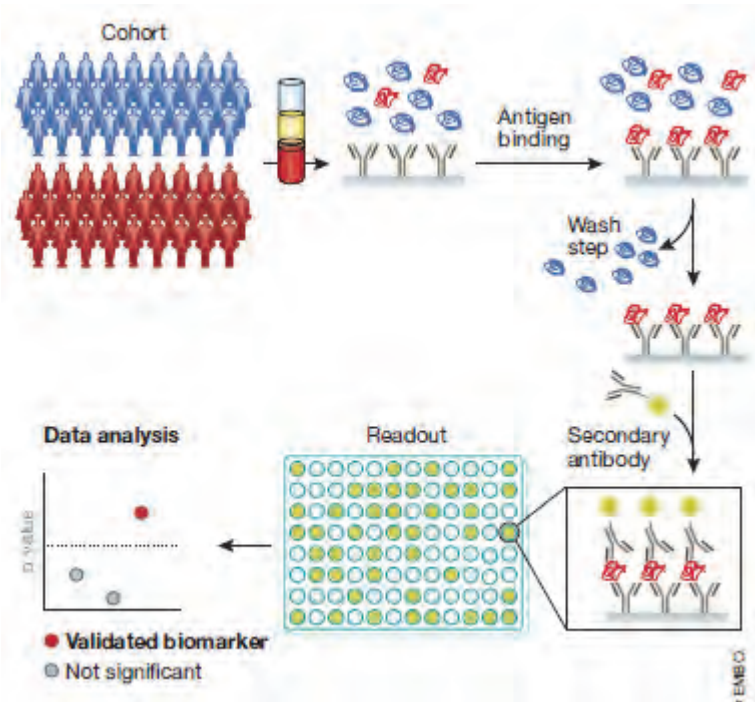 Cohort
Antigen
binding
Wash
step
Secondary
antibody
Readout
Data analysis
p value
Validated biomarker
Not significant
EMBO